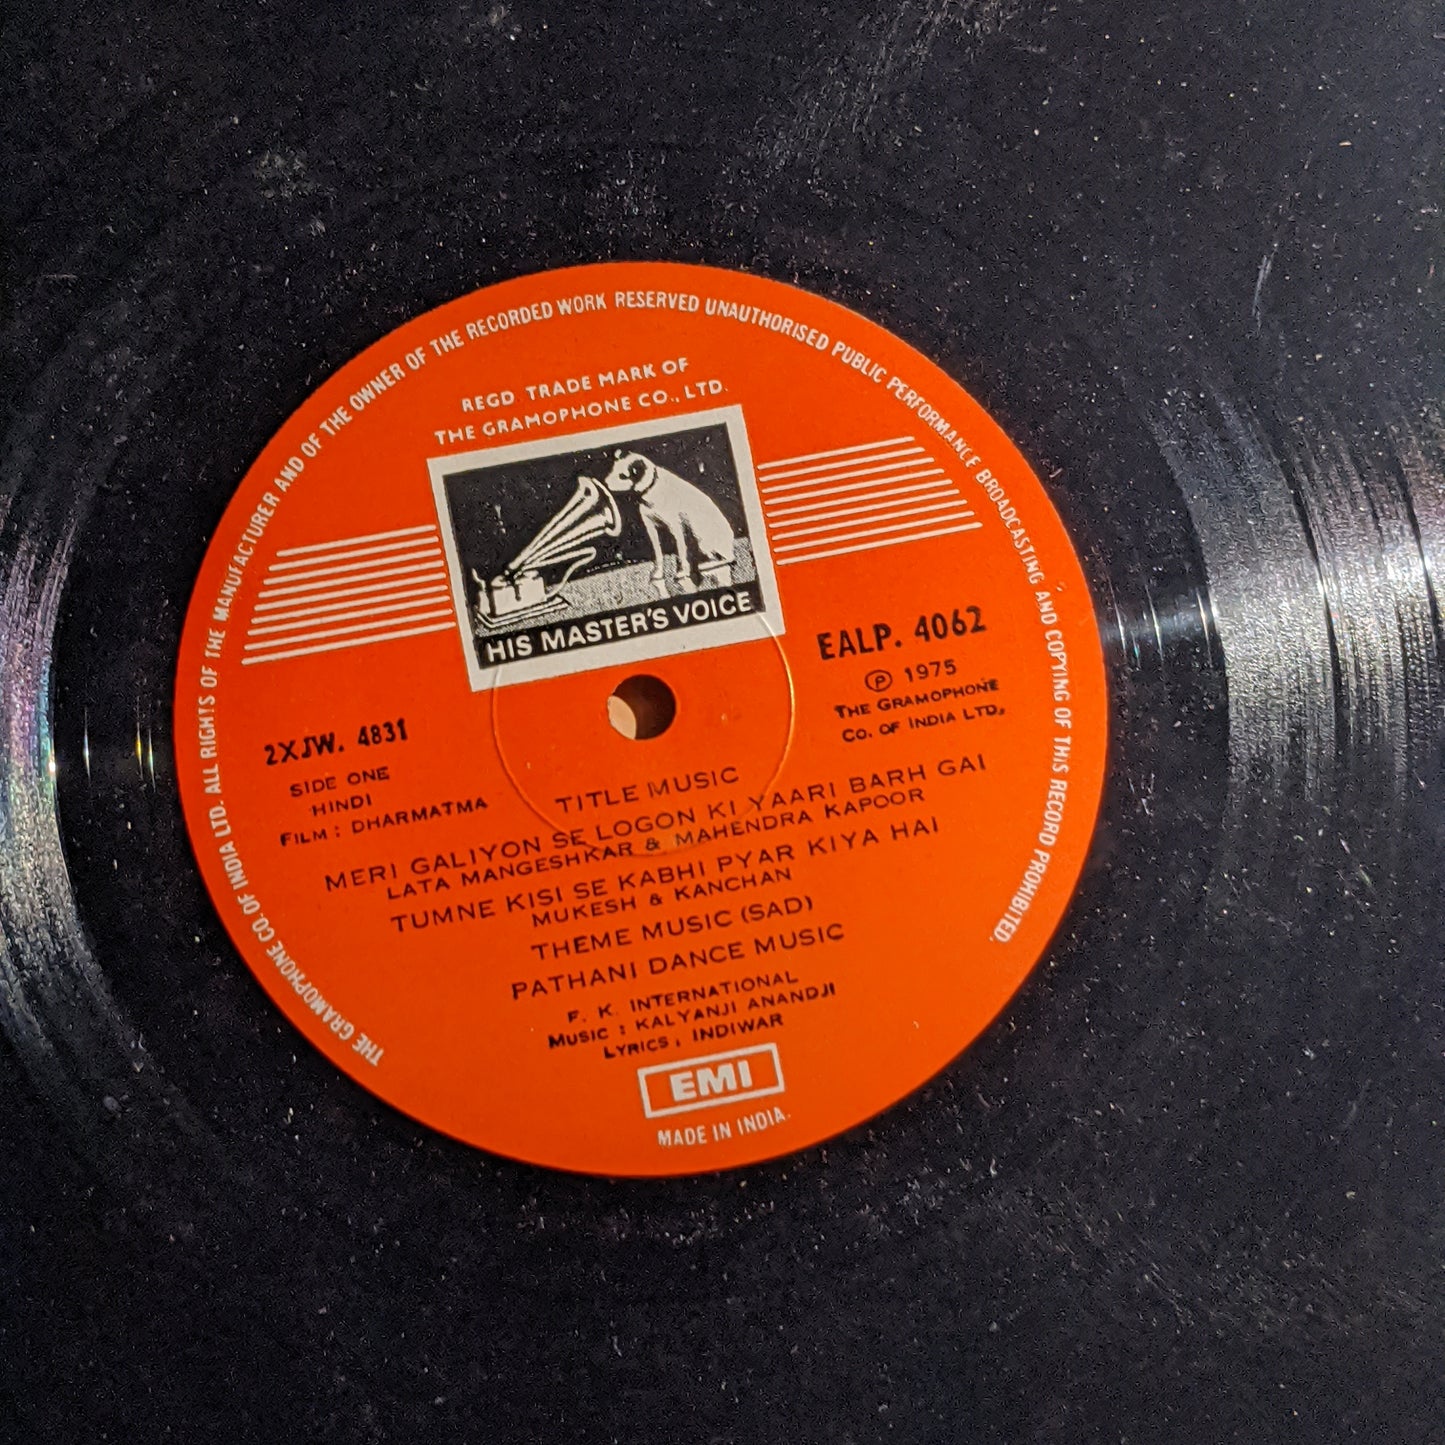 THE GRAMOPHONE CO. OF INDIA LTD. ALL RIGHTS OF THE MANUFACTURER AND OF THE OWNER OF THE RECORDED WORK RESERVED UNAUTHORISED PUBLIC PERFORMANCE BROADCASTING AND COPYING OF THIS RECORD PROHIBITED.
REGD TRADE MARK OF
THE GRAMOPHONE CO., LTD.
HIS MASTER'S VOICE
EALP. 4062
℗ 1975
THE GRAMOPHONE
CO. OF INDIA LTD.
2XJW. 4831
SIDE ONE
HINDI
FILM : DHARMATMA
TITLE MUSIC
MERI GALIYON SE LOGON KI YAARI BARH GAI
LATA MANGESHKAR & MAHENDRA KAPOOR
TUMNE KISI SE KABHI PYAR KIYA HAI
MUKESH & KANCHAN
THEME MUSIC (SAD)
PATHANI DANCE MUSIC
F. K. INTERNATIONAL
MUSIC : KALYANJI ANANDJI
LYRICS : INDIWAR
EMI
MADE IN INDIA.